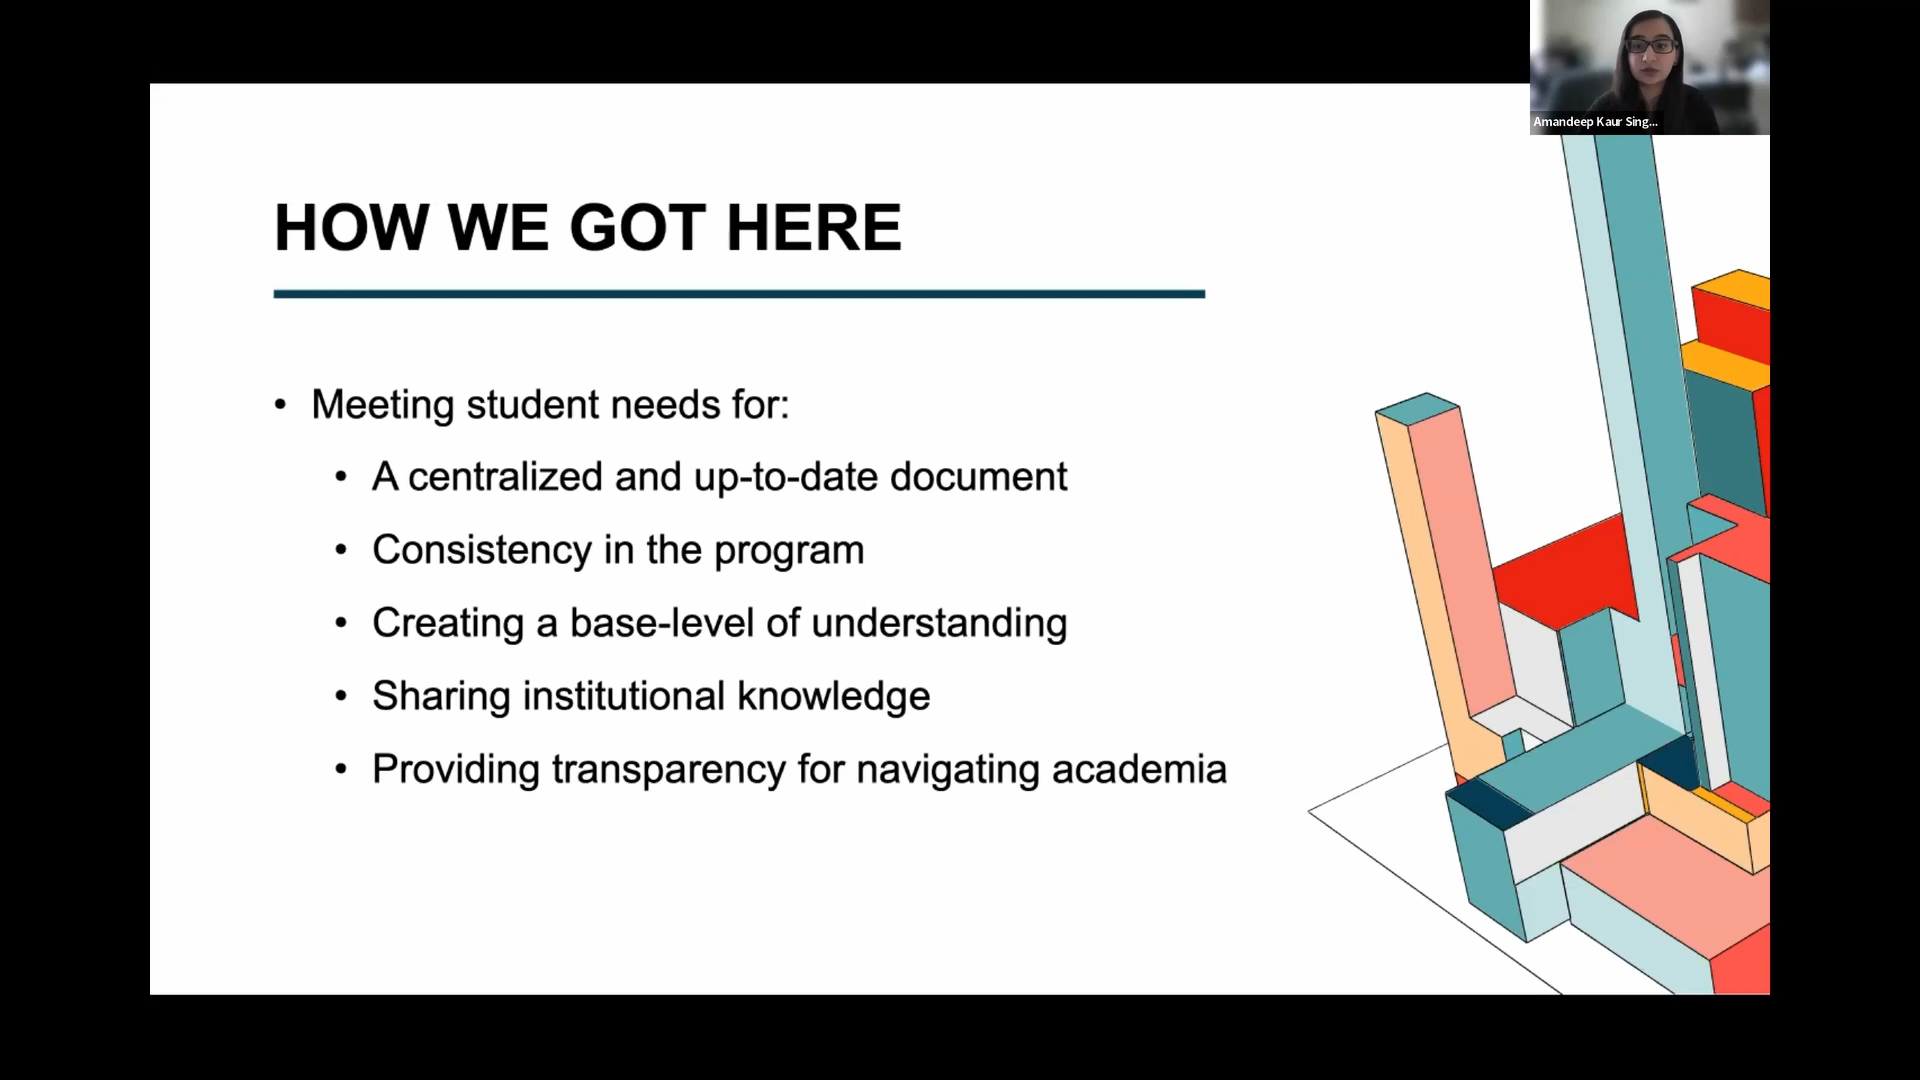 Amandeep Kaur Sing...
HOW WE GOT HERE
• Meeting student needs for:
• A centralized and up-to-date document
• Consistency in the program
• Creating a base-level of understanding
• Sharing institutional knowledge
• Providing transparency for navigating academia